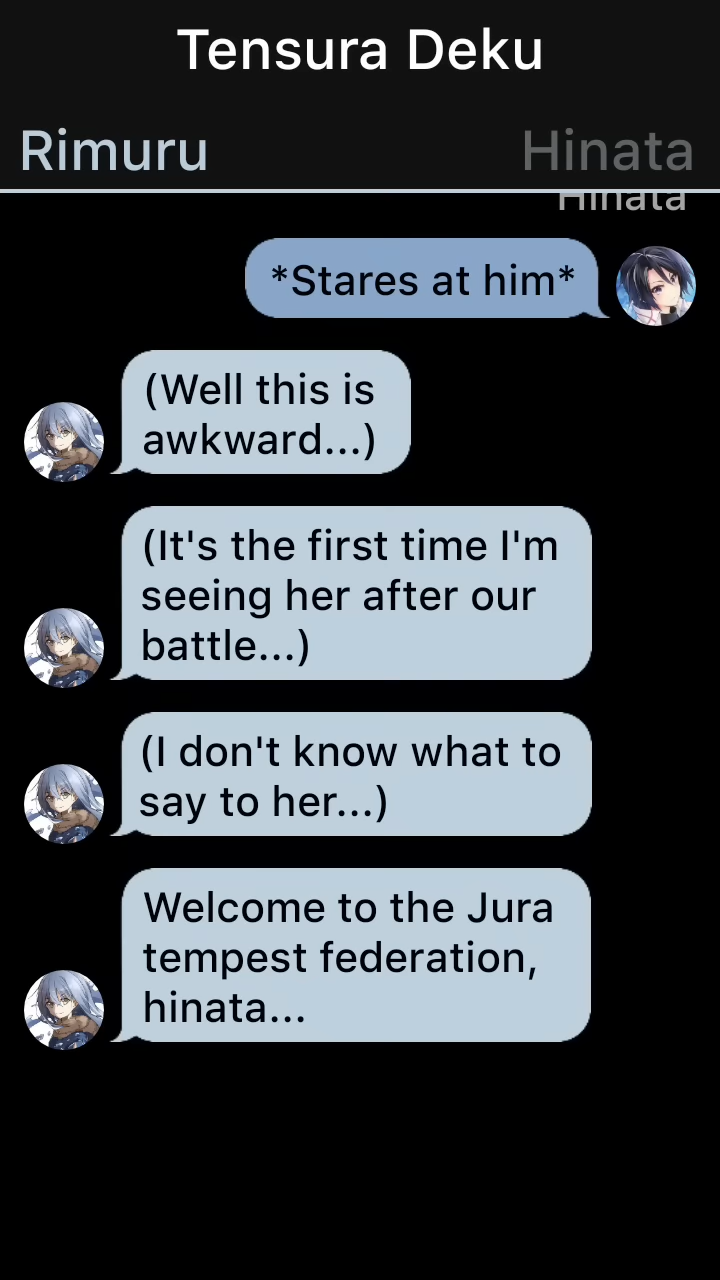 Tensura Deku
Rimuru
Hinata
Hinata
*Stares at him*
(Well this is
awkward...)
(It's the first time I'm
seeing her after our
battle...)
(I don't know what to
say to her...)
Welcome to the Jura
tempest federation,
hinata...